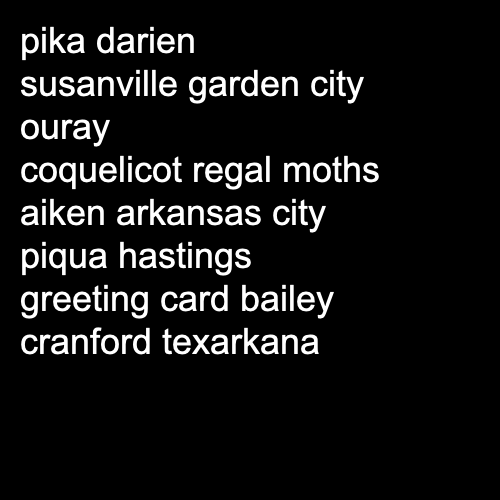 pika darien
susanville garden city
ouray
coquelicot regal moths
aiken arkansas city
piqua hastings
greeting card bailey
cranford texarkana